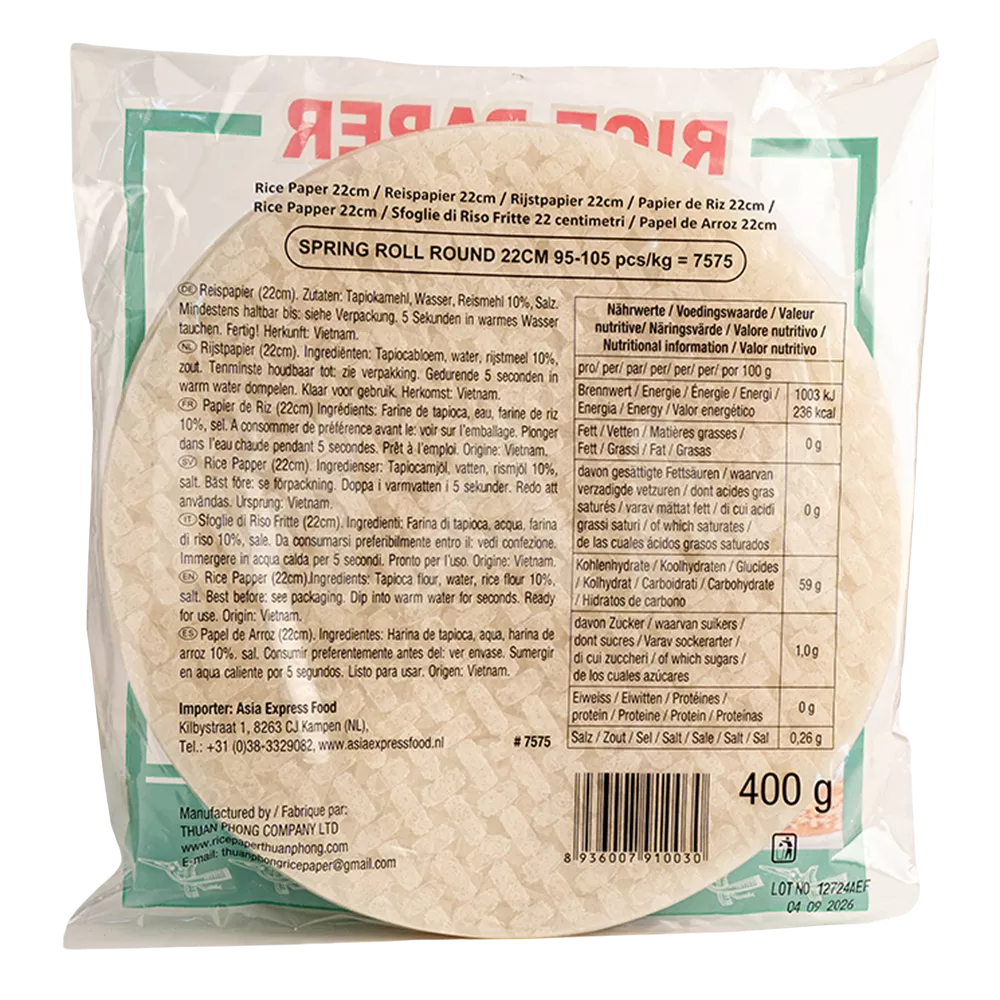 RICE PAPER
Rice Paper 22cm / Reispapier 22cm / Rijstpapier 22cm / Papier de Riz 22cm /
Rice Papper 22cm / Sfoglie di Riso Fritte 22 centimetri / Papel de Arroz 22cm
SPRING ROLL ROUND 22CM 95-105 pcs/kg = 7575
DE Reispapier (22cm). Zutaten: Tapiokamehl, Wasser, Reismehl 10%, Salz.
Mindestens haltbar bis: siehe Verpackung. 5 Sekunden in warmes Wasser
tauchen. Fertig! Herkunft: Vietnam.
NL Rijstpapier (22cm). Ingrediënten: Tapiocabloem, water, rijstmeel 10%,
zout. Tenminste houdbaar tot: zie verpakking. Gedurende 5 seconden in
warm water dompelen. Klaar voor gebruik. Herkomst: Vietnam.
FR Papier de Riz (22cm) Ingrédients: Farine de tapioca, eau, farine de riz
10%, sel. A consommer de préférence avant le: voir sur l'emballage. Plonger
dans l'eau chaude pendant 5 secondes. Prêt à l'emploi. Origine: Vietnam.
SV Rice Papper (22cm). Ingredienser: Tapiocamjöl, vatten, rismjöl 10%,
salt. Bäst före: se förpackning. Doppa i varmvatten i 5 sekunder. Redo att
användas. Ursprung: Vietnam.
IT Sfoglie di Riso Fritte (22cm). Ingredienti: Farina di tapioca, acqua, farina
di riso 10%, sale. Da consumarsi preferibilmente entro il: vedi confezione.
Immergere in acqua calda per 5 secondi. Pronto per l'uso. Origine: Vietnam.
EN Rice Papper (22cm).Ingredients: Tapioca flour, water, rice flour 10%,
salt. Best before: see packaging. Dip into warm water for seconds. Ready
for use. Origin: Vietnam.
ES Papel de Arroz (22cm). Ingredientes: Harina de tapioca, aqua, harina de
arroz 10%. sal. Consumir preferentemente antes del: ver envase. Sumergir
en aqua caliente por 5 segundos. Listo para usar. Origen: Vietnam.
Importer: Asia Express Food
Kilbystraat 1, 8263 CJ Kampen (NL),
Tel.: +31 (0)38-3329082, www.asiaexpressfood.nl
# 7575
Manufactured by / Fabrique par:
THUAN PHONG COMPANY LTD
www.ricepaperthuanphong.com
E-mail: thuanphongricepaper@gmail.com
Nährwerte / Voedingswaarde / Valeur
nutritive/ Näringsvärde / Valore nutritivo /
Nutritional information / Valor nutritivo
pro/ per/ par/ per/ per/ per/ por 100 g
Brennwert / Energie / Énergie / Energi / 1003 kJ
Energia / Energy / Valor energético 236 kcal
Fett / Vetten / Matières grasses /
Fett / Grassi / Fat / Grasas 0 g
davon gesättigte Fettsäuren / waarvan
verzadigde vetzuren / dont acides gras
saturés / varav mättat fett / di cui acidi 0 g
grassi saturi / of which saturates /
de las cuales ácidos grasos saturados
Kohlenhydrate / Koolhydraten / Glucides
/ Kolhydrat / Carboidrati / Carbohydrate 59 g
/ Hidratos de carbono
davon Zucker / waarvan suikers /
dont sucres / Varav sockerarter /
di cui zuccheri / of which sugars / 1,0 g
de los cuales azúcares
Eiweiss / Eiwitten / Protéines /
protein / Proteine / Protein / Proteínas 0 g
Salz / Zout / Sel / Salt / Sale / Salt / Sal 0,26 g
400 g
8 936007 910030
LOT NO 12724AEF
04 09 2026